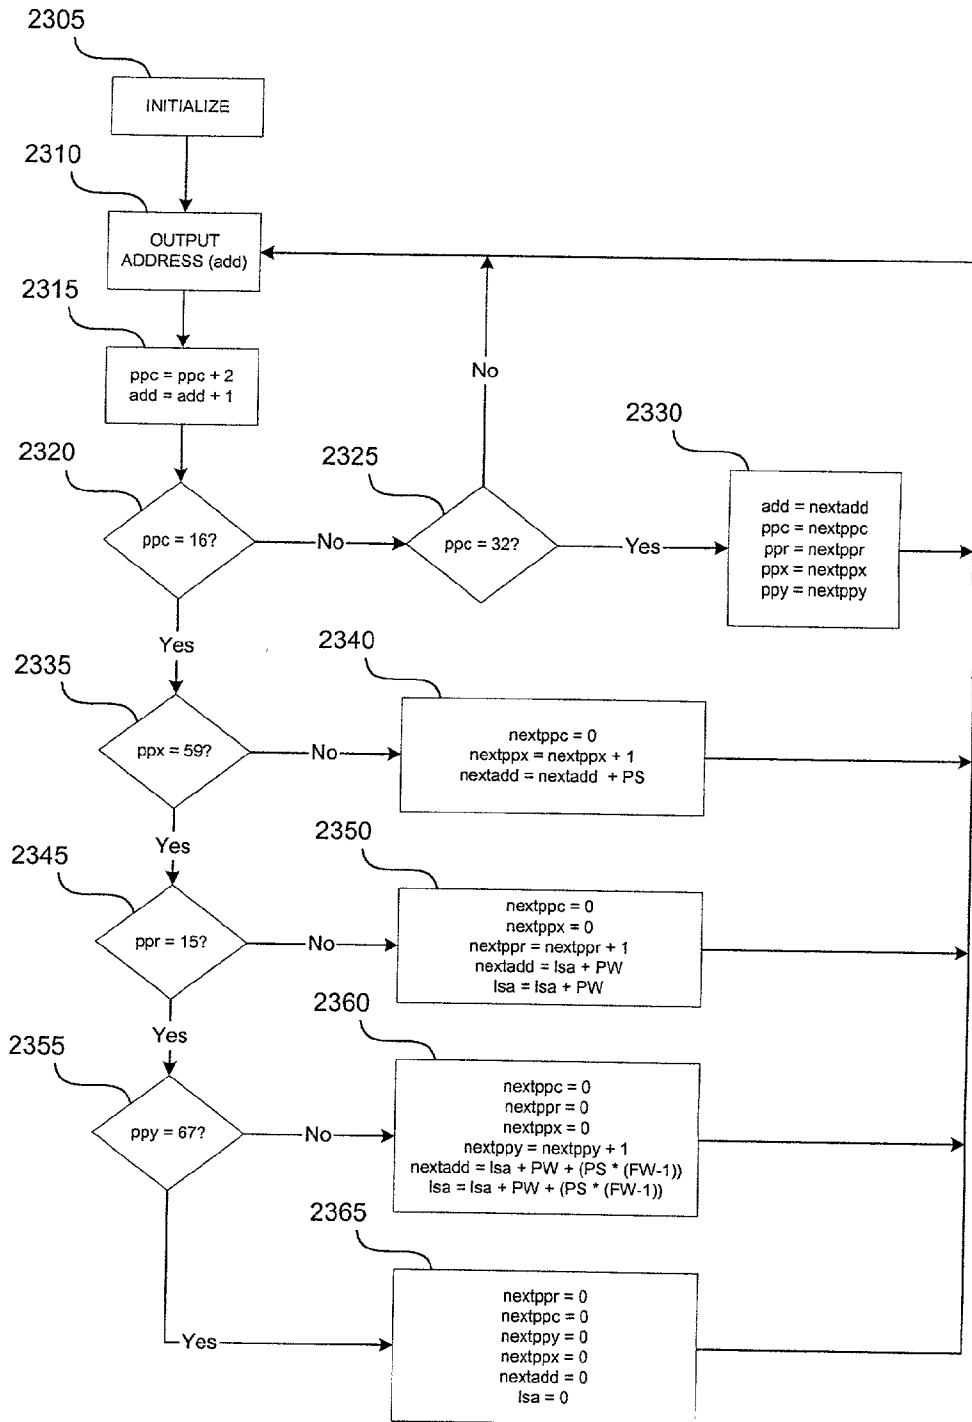 2305
INITIALIZE
2310
OUTPUT
ADDRESS (add)
2315
ppc = ppc + 2
add = add + 1
No
2320
ppc = 16?
No
2325
ppc = 32?
Yes
2330
add = nextadd
ppc = nextppc
ppr = nextppr
ppx = nextppx
ppy = nextppy
Yes
2335
ppx = 59?
No
2340
nextppc = 0
nextppx = nextppx + 1
nextadd = nextadd + PS
Yes
2345
ppr = 15?
No
2350
nextppc = 0
nextppx = 0
nextppr = nextppr + 1
nextadd = lsa + PW
lsa = lsa + PW
Yes
2355
ppy = 67?
No
2360
nextppc = 0
nextppr = 0
nextppx = 0
nextppy = nextppy + 1
nextadd = lsa + PW + (PS * (FW-1))
lsa = lsa + PW + (PS * (FW-1))
Yes
2365
nextppr = 0
nextppc = 0
nextppy = 0
nextppx = 0
nextadd = 0
lsa = 0